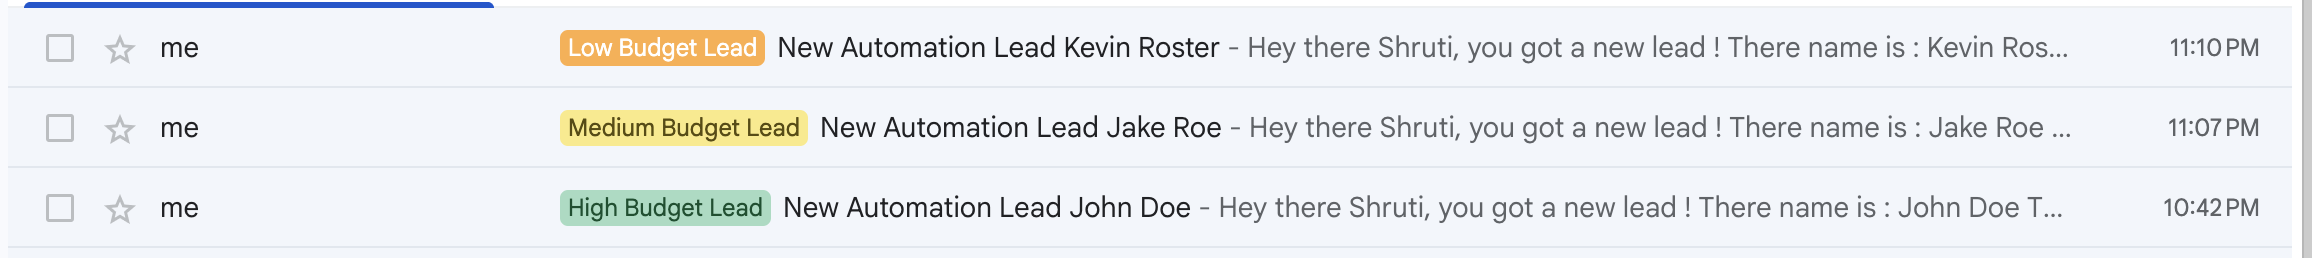 me Low Budget Lead New Automation Lead Kevin Roster - Hey there Shruti, you got a new lead ! There name is : Kevin Ros... 11:10 PM
me Medium Budget Lead New Automation Lead Jake Roe - Hey there Shruti, you got a new lead ! There name is : Jake Roe ... 11:07 PM
me High Budget Lead New Automation Lead John Doe - Hey there Shruti, you got a new lead ! There name is : John Doe T... 10:42 PM